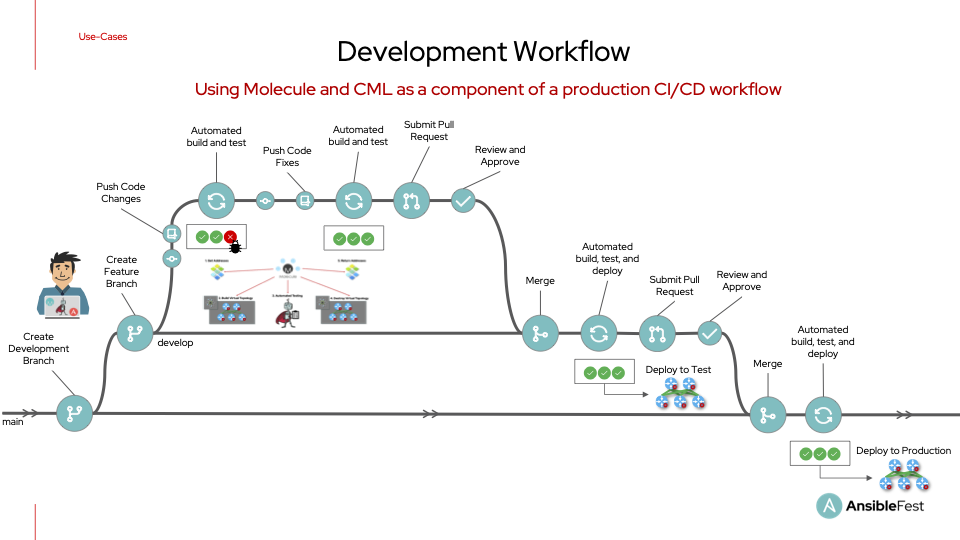 Use-Cases
Development Workflow
Using Molecule and CML as a component of a production CI/CD workflow
Automated
build and test
Push Code
Fixes
Automated
build and test
Submit Pull
Request
Review and
Approve
Push Code
Changes
Create
Feature
Branch
Create
Development
Branch
main
develop
Merge
Automated
build, test, and
deploy
Submit Pull
Request
Review and
Approve
Deploy to Test
Merge
Automated
build, test, and
deploy
Deploy to Production
AnsibleFest